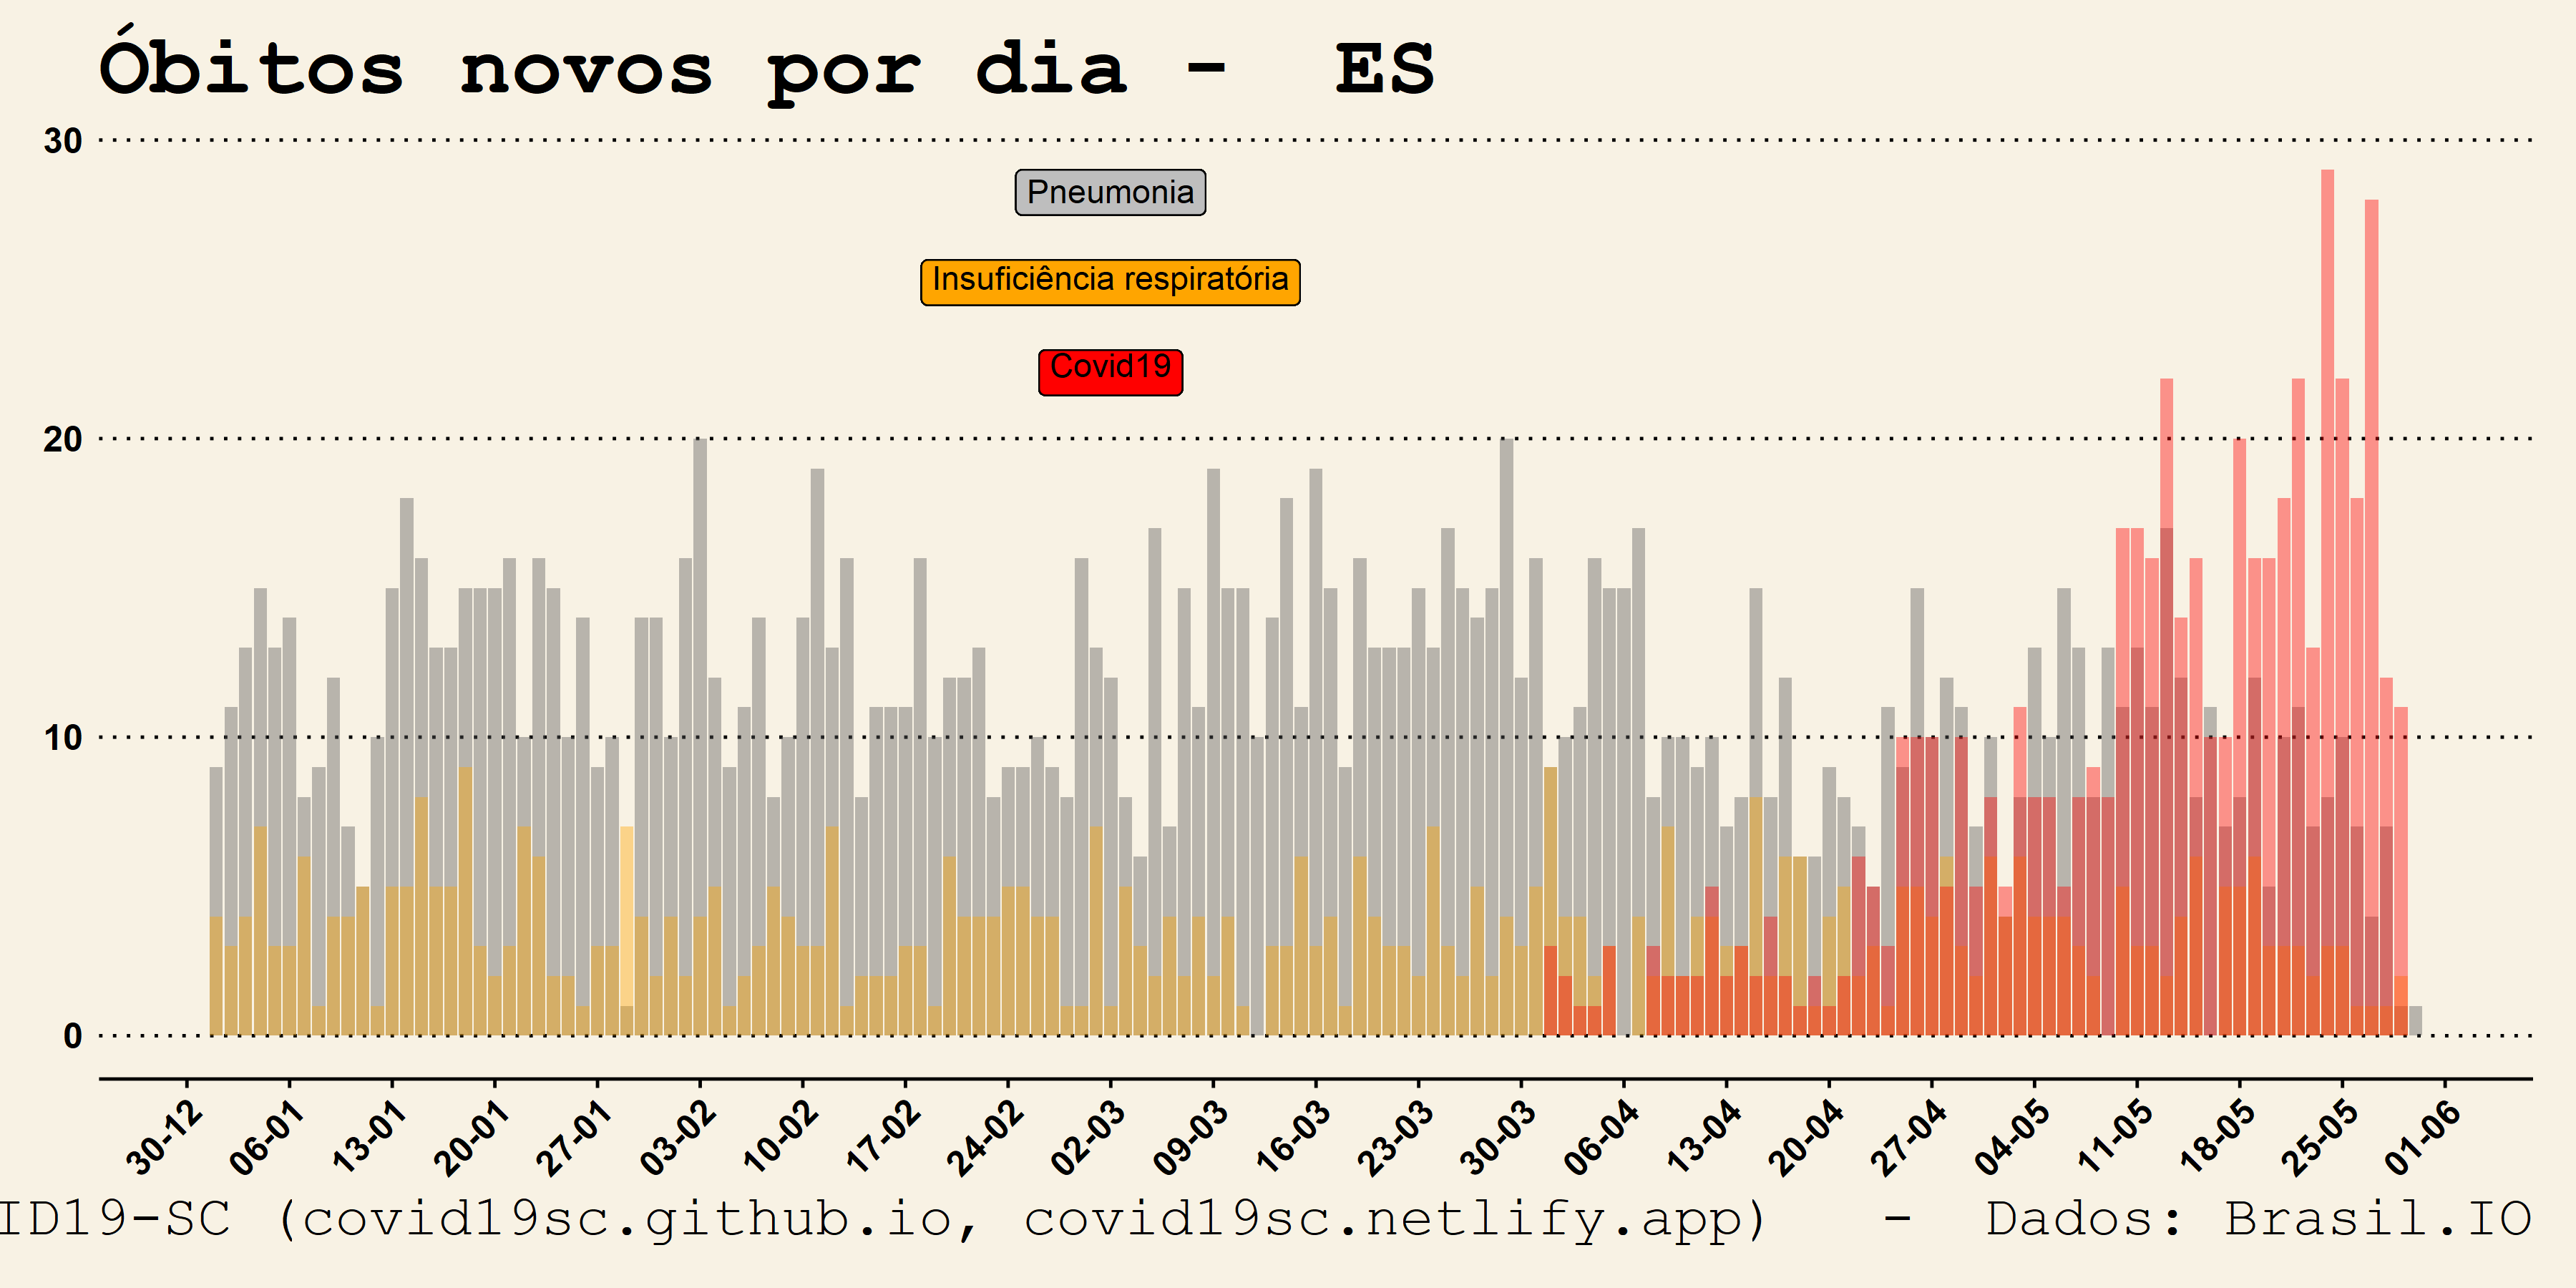 Óbitos novos por dia - ES
30
Pneumonia
Insuficiência respiratória
Covid19
20
10
0
30-12 06-01 13-01 20-01 27-01 03-02 10-02 17-02 24-02 02-03 09-03 16-03 23-03 30-03 06-04 13-04 20-04 27-04 04-05 11-05 18-05 25-05 01-06
ID19-SC (covid19sc.github.io, covid19sc.netlify.app) - Dados: Brasil.IO